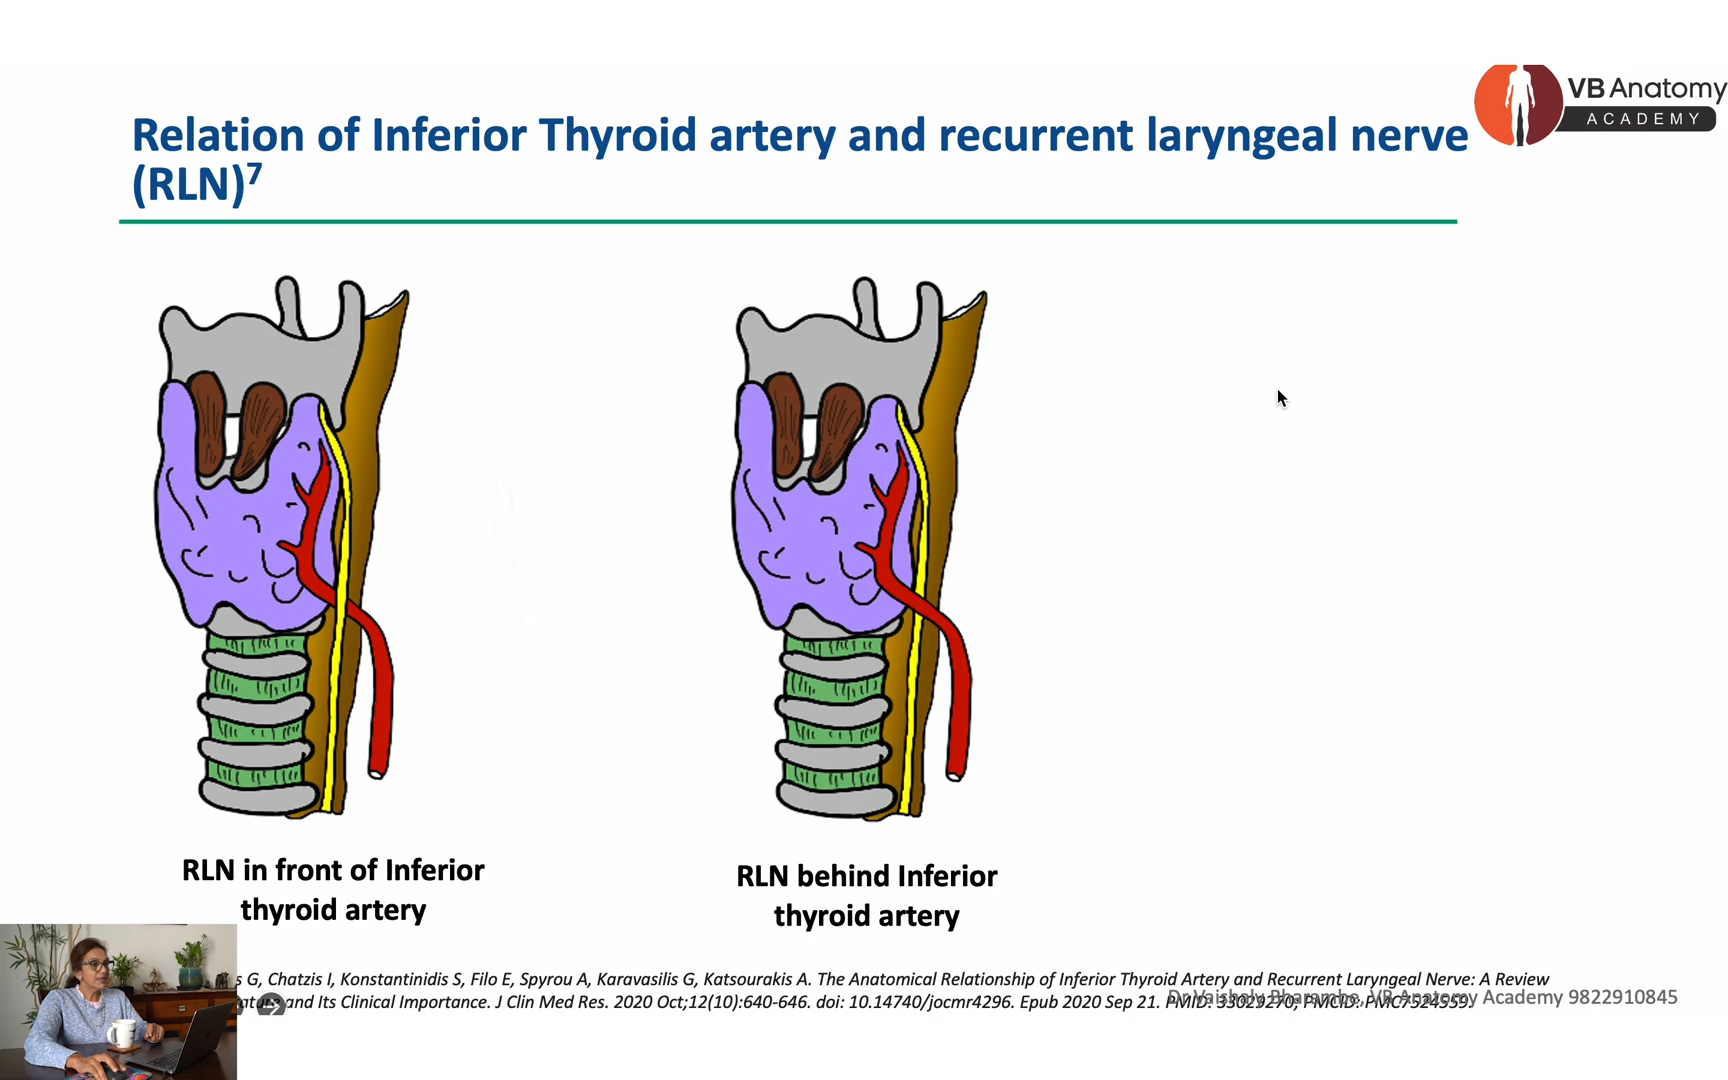 VB Anatomy
ACADEMY
Relation of Inferior Thyroid artery and recurrent laryngeal nerve
(RLN)7
RLN in front of Inferior
thyroid artery
RLN behind Inferior
thyroid artery
s G, Chatzis I, Konstantinidis S, Filo E, Spyrou A, Karavasilis G, Katsourakis A. The Anatomical Relationship of Inferior Thyroid Artery and Recurrent Laryngeal Nerve: A Review
and Its Clinical Importance. J Clin Med Res. 2020 Oct;12(10):640-646. doi: 10.14740/jocmr4296. Epub 2020 Sep 21. PMID: 33029270; PMCID: PMC7524559.
Dr Vaishaly Bharambe, VB Anatomy Academy 9822910845